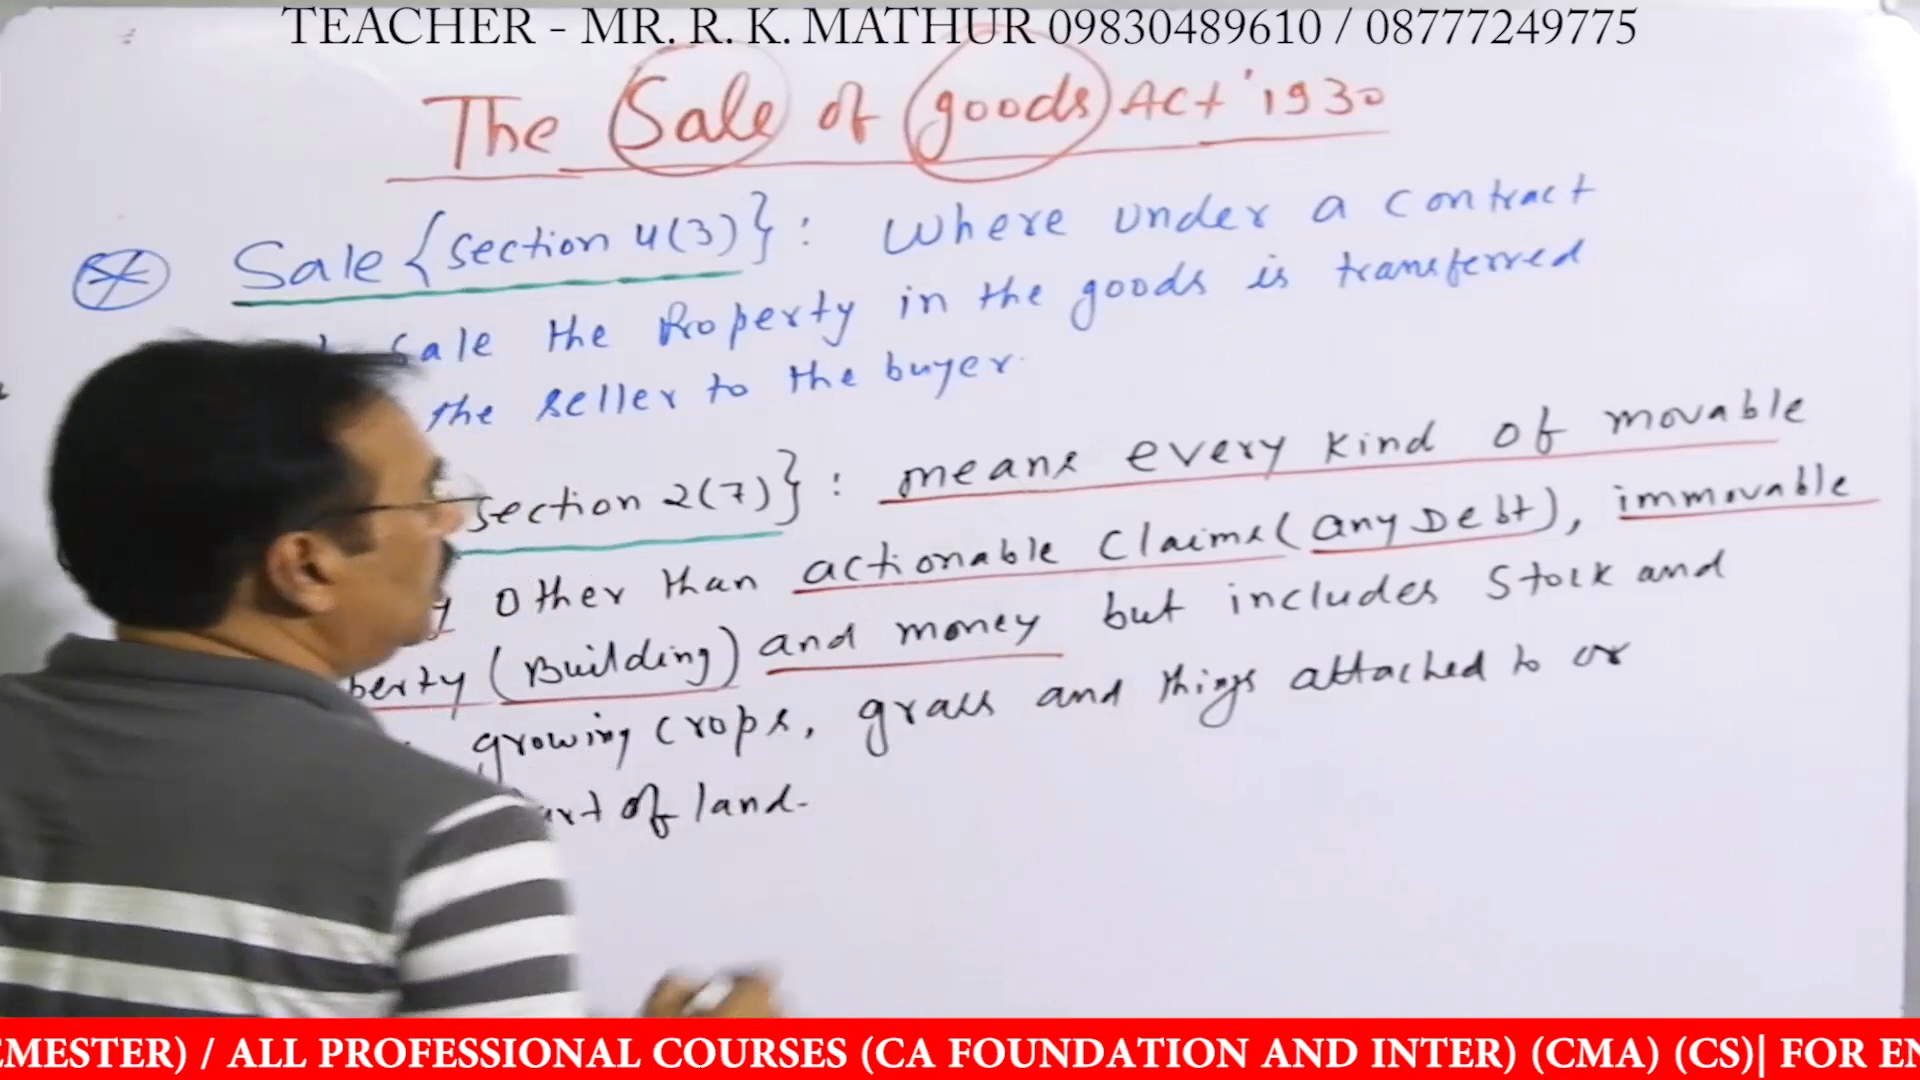 TEACHER - MR. R. K. MATHUR 09830489610 / 08777249775
The Sale of goods Act '1930
Sale {section 4(3)} : Where under a contract
Sale the Property in the goods is transferred
the seller to the buyer.
section 2(7)} : means every kind of movable
other than actionable claims (any Debt), immovable
(Building) and money but includes Stock and
growing crops, grass and things attached to or
of land.
EMESTER) / ALL PROFESSIONAL COURSES (CA FOUNDATION AND INTER) (CMA) (CS)| FOR EN